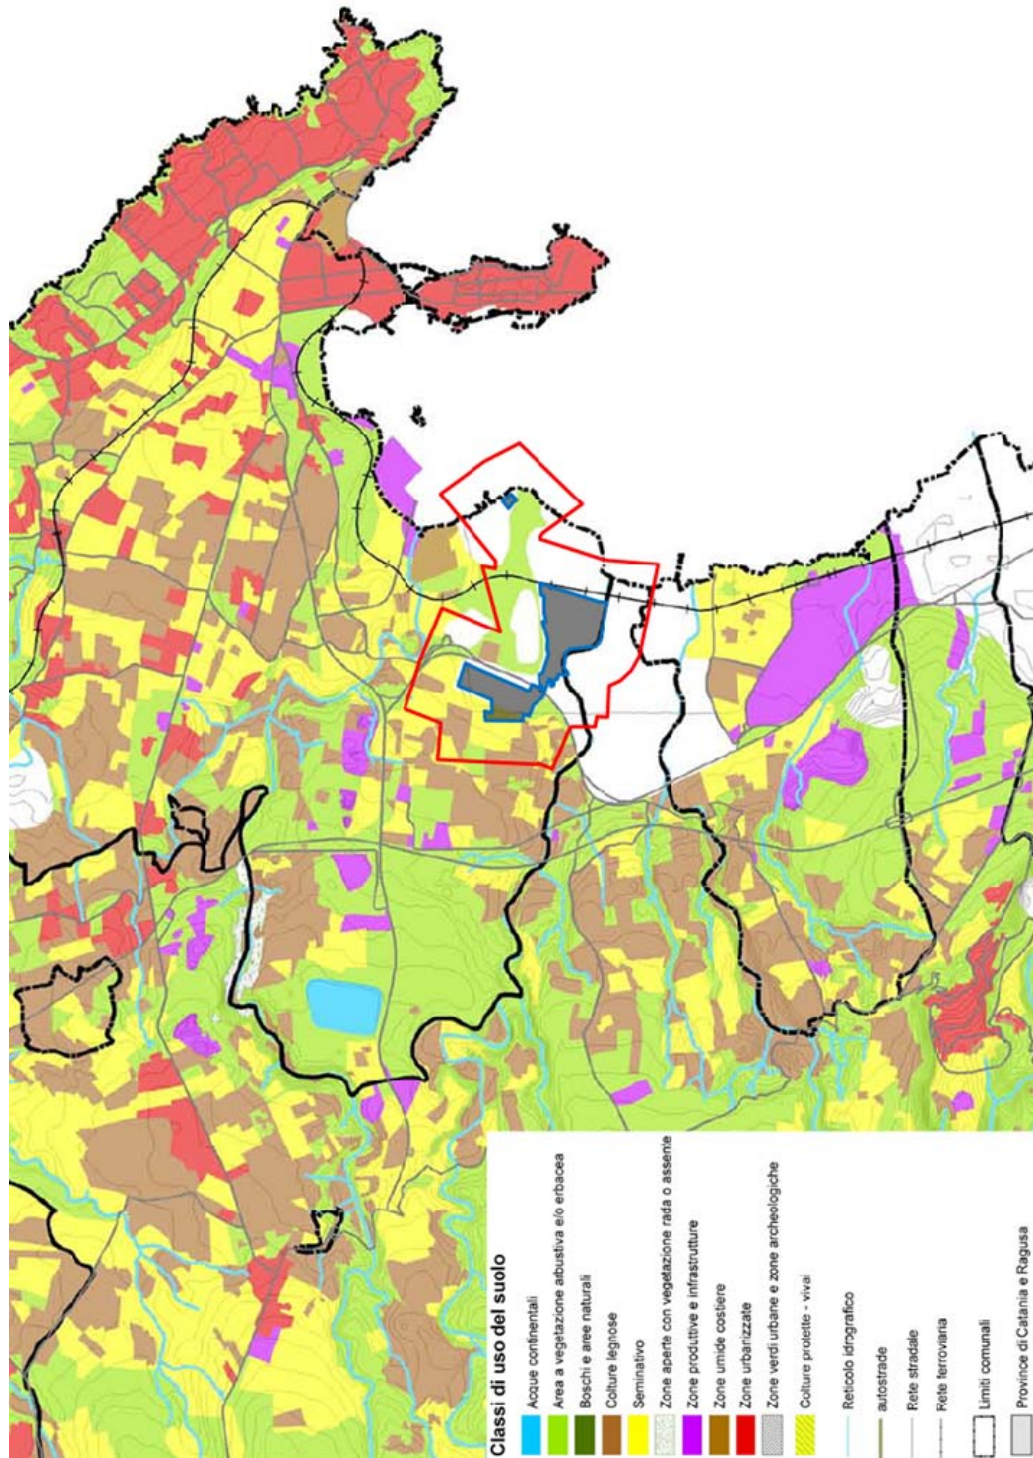 Classi di uso del suolo
Acque continentali
Area a vegetazione arbustiva e/o erbacea
Boschi e aree naturali
Colture legnose
Seminativo
Zone aperte con vegetazione rada o assente
Zone produttive e infrastrutture
Zone umide costiere
Zone urbanizzate
Zone verdi urbane e zone archeologiche
Colture protette - vivai
Reticolo idrografico
autostrade
Rete stradale
Rete ferroviaria
Limiti comunali
Province di Catania e Ragusa